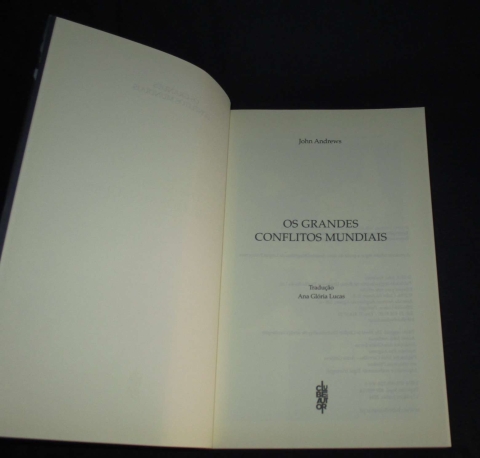 John Andrews
OS GRANDES
CONFLITOS MUNDIAIS
Tradução
Ana Glória Lucas